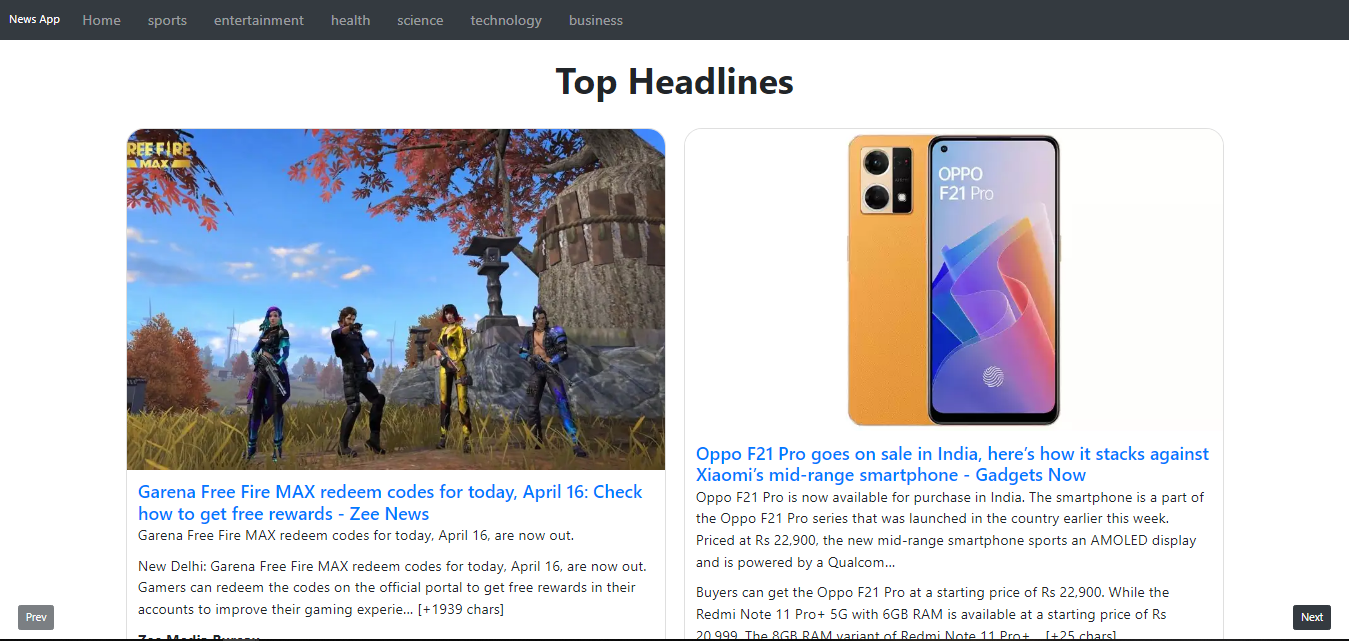 News App Home sports entertainment health science technology business
Top Headlines
REE FIRE
MAX
Garena Free Fire MAX redeem codes for today, April 16: Check
how to get free rewards - Zee News
Garena Free Fire MAX redeem codes for today, April 16, are now out.
New Delhi: Garena Free Fire MAX redeem codes for today, April 16, are now out.
Gamers can redeem the codes on the official portal to get free rewards in their
accounts to improve their gaming experie… [+1939 chars]
Zee Media Bureau
OPPO
F21 Pro
Oppo F21 Pro goes on sale in India, here’s how it stacks against
Xiaomi’s mid-range smartphone - Gadgets Now
Oppo F21 Pro is now available for purchase in India. The smartphone is a part of
the Oppo F21 Pro series that was launched in the country earlier this week.
Priced at Rs 22,900, the new mid-range smartphone sports an AMOLED display
and is powered by a Qualcom...
Buyers can get the Oppo F21 Pro at a starting price of Rs 22,900. While the
Redmi Note 11 Pro+ 5G with 6GB RAM is available at a starting price of Rs
20,999. The 8GB RAM variant of Redmi Note 11 Pro+… [+25 chars]
Prev
Next